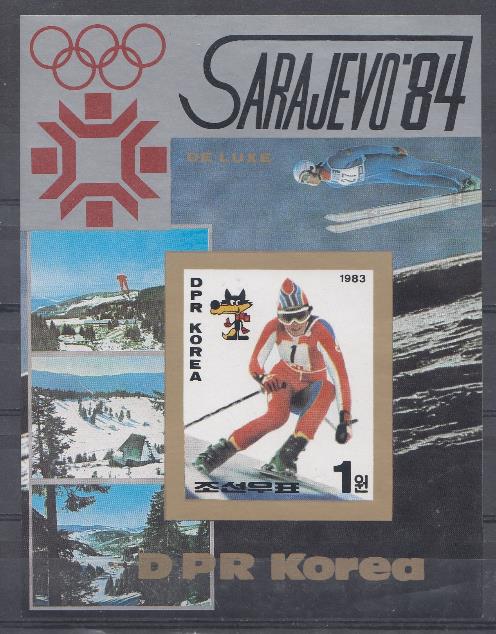 SARAJEVO '84
DE LUXE
1983
DPR KOREA
1
조선우표
1원
DPR Korea